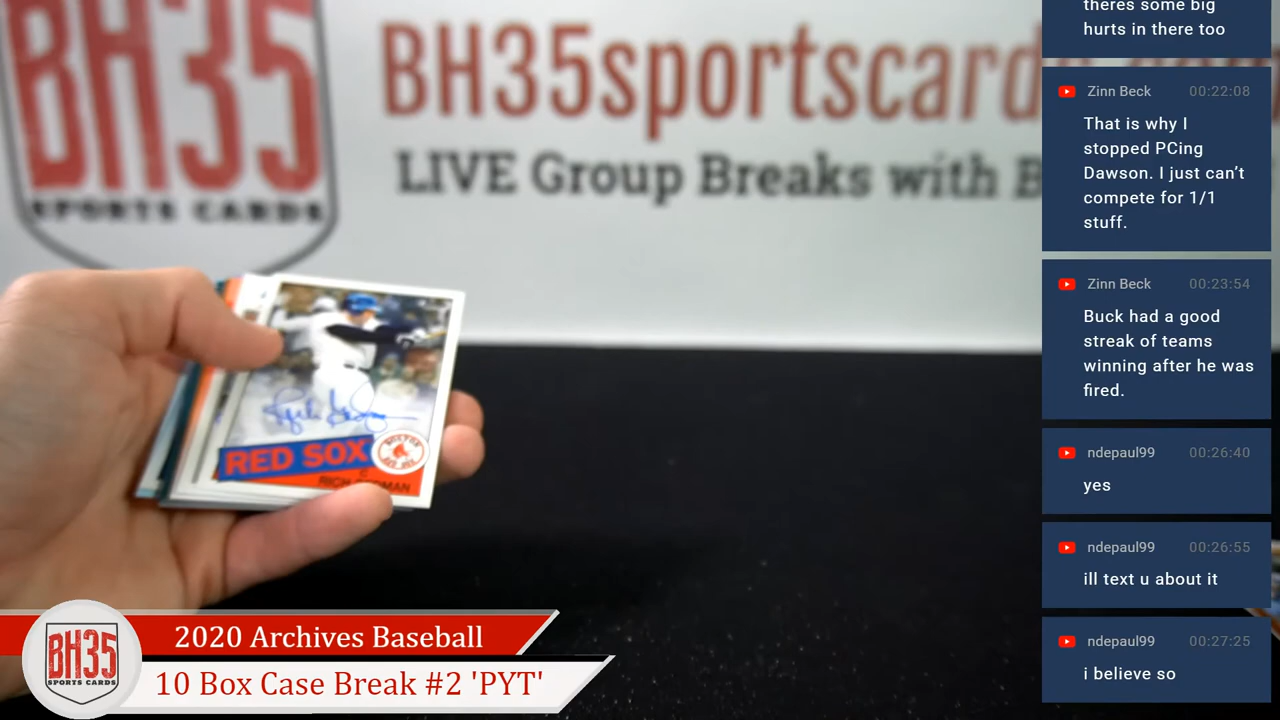 BH35
SPORTS CARDS
BH35sportscard
LIVE Group Breaks with B
RED SOX
RICH GEDMAN
2020 Archives Baseball
10 Box Case Break #2 'PYT'
BH35
SPORTS CARDS
theres some big
hurts in there too
Zinn Beck 00:22:08
That is why I
stopped PCing
Dawson. I just can’t
compete for 1/1
stuff.
Zinn Beck 00:23:54
Buck had a good
streak of teams
winning after he was
fired.
ndepaul99 00:26:40
yes
ndepaul99 00:26:55
ill text u about it
ndepaul99 00:27:25
i believe so